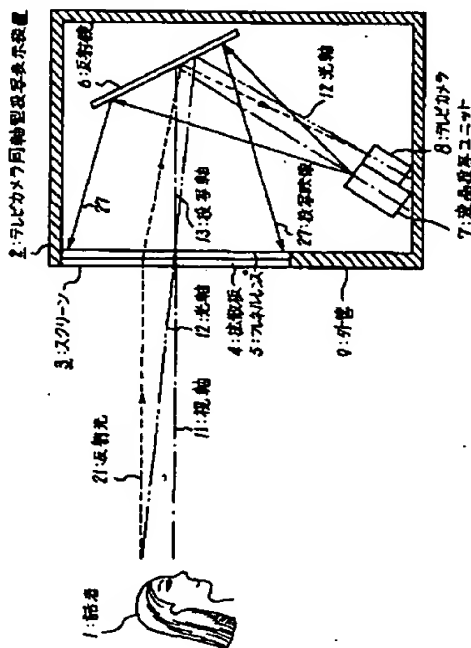 2:テレビカメラ同軸型投写表示装置
6:反射鏡
3:スクリーン
27
13:投写軸
12:光軸
8:テレビカメラ
7:液晶投写ユニット
27:投写映像
4:拡散板
5:フレネルレンズ
9:外筐
12:光軸
11:視軸
21:反射光
1:話者